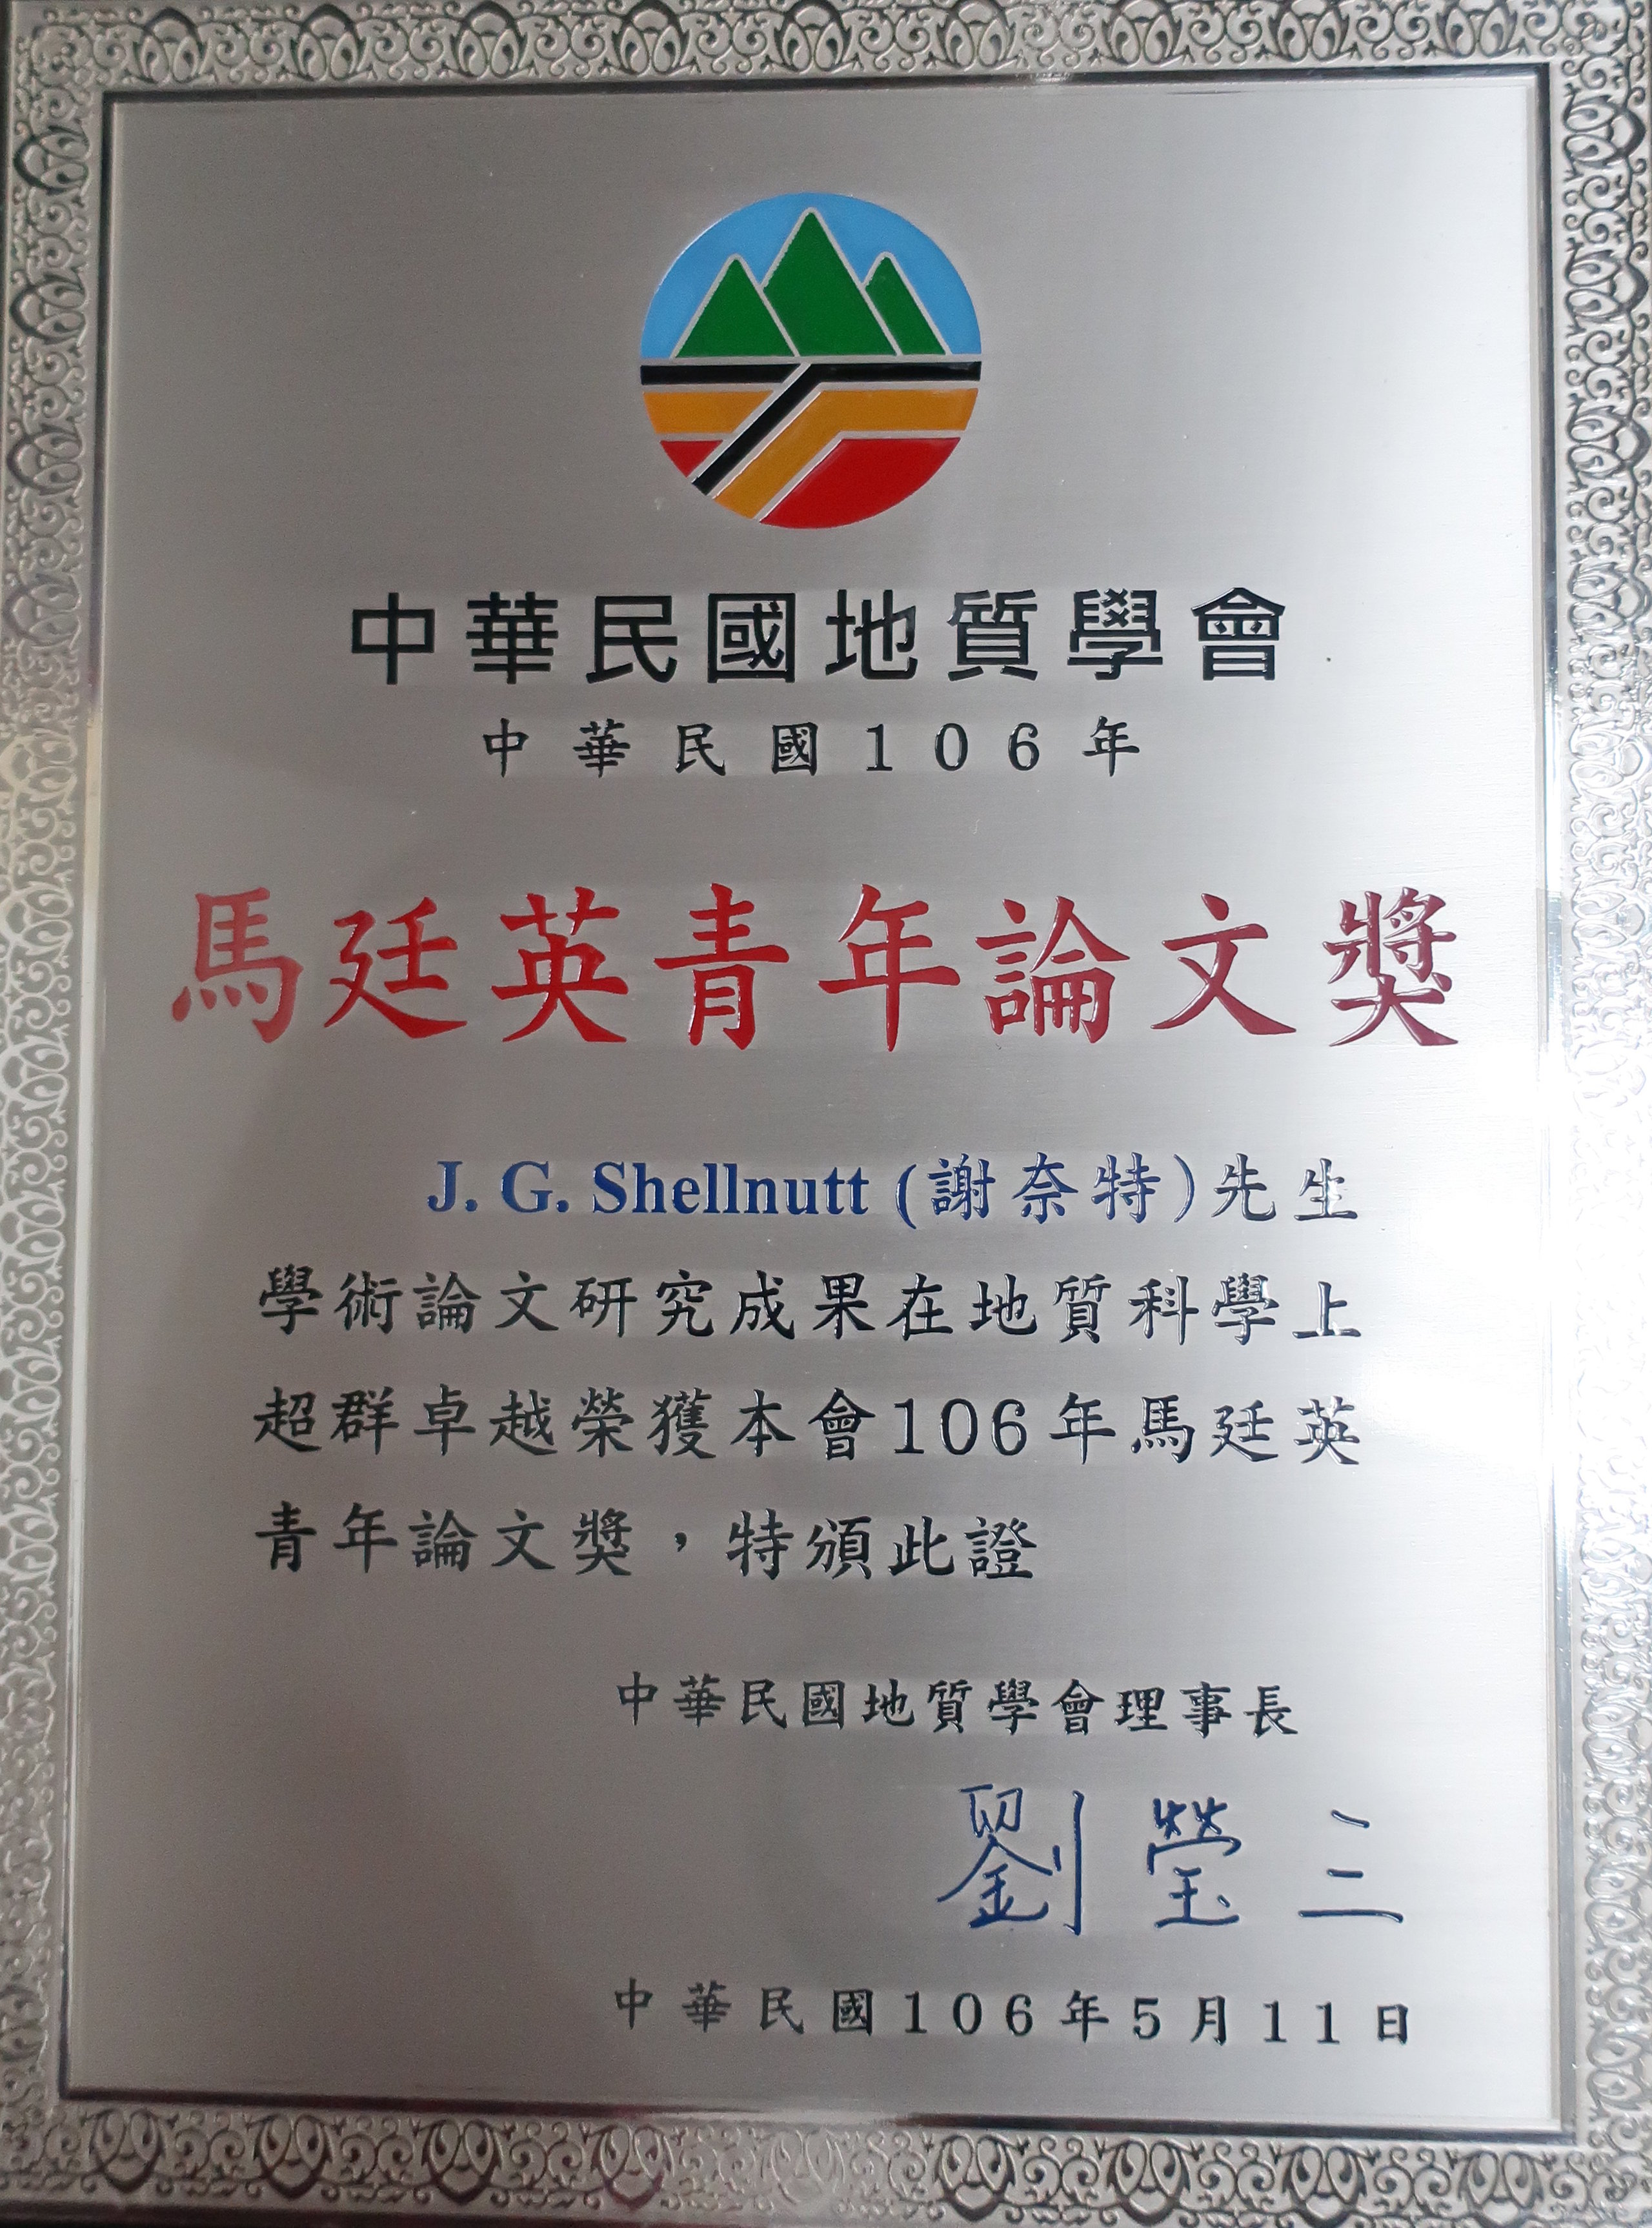 中華民國地質學會
中華民國106年
馬廷英青年論文獎
J. G. Shellnutt (謝奈特)先生
學術論文研究成果在地質科學上
超群卓越榮獲本會106年馬廷英
青年論文獎，特頒此證
中華民國地質學會理事長
劉瑩三
中華民國106年5月11日